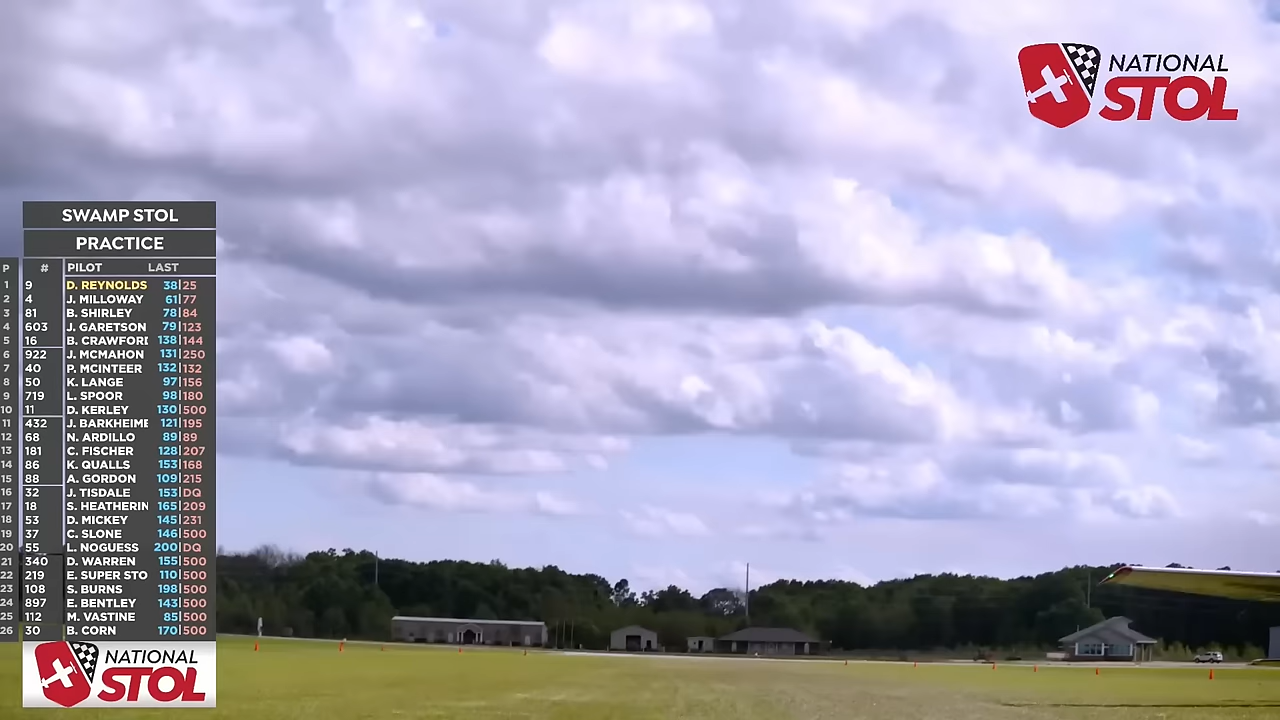 NATIONAL
STOL
SWAMP STOL
PRACTICE
P # PILOT LAST
1 9 D. REYNOLDS 38|25
2 4 J. MILLOWAY 61|77
3 81 B. SHIRLEY 78|84
4 603 J. GARETSON 79|123
5 16 B. CRAWFORD 138|144
6 922 J. MCMAHON 131|250
7 40 P. MCINTEER 132|132
8 50 K. LANGE 97|156
9 719 L. SPOOR 98|180
10 11 D. KERLEY 130|500
11 432 J. BARKHEIME 121|195
12 68 N. ARDILLO 89|89
13 181 C. FISCHER 128|207
14 86 K. QUALLS 153|168
15 88 A. GORDON 109|215
16 32 J. TISDALE 153|DQ
17 18 S. HEATHERIN 165|209
18 53 D. MICKEY 145|231
19 37 C. SLONE 146|500
20 55 L. NOGUESS 200|DQ
21 340 D. WARREN 155|500
22 219 E. SUPER STO 110|500
23 108 S. BURNS 198|500
24 897 E. BENTLEY 143|500
25 112 M. VASTINE 85|500
26 30 B. CORN 170|500
NATIONAL
STOL